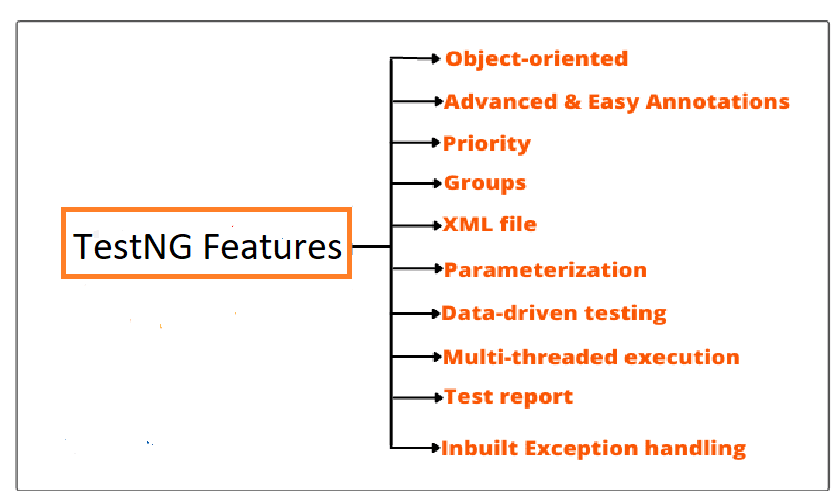 TestNG Features
Object-oriented
Advanced & Easy Annotations
Priority
Groups
XML file
Parameterization
Data-driven testing
Multi-threaded execution
Test report
Inbuilt Exception handling